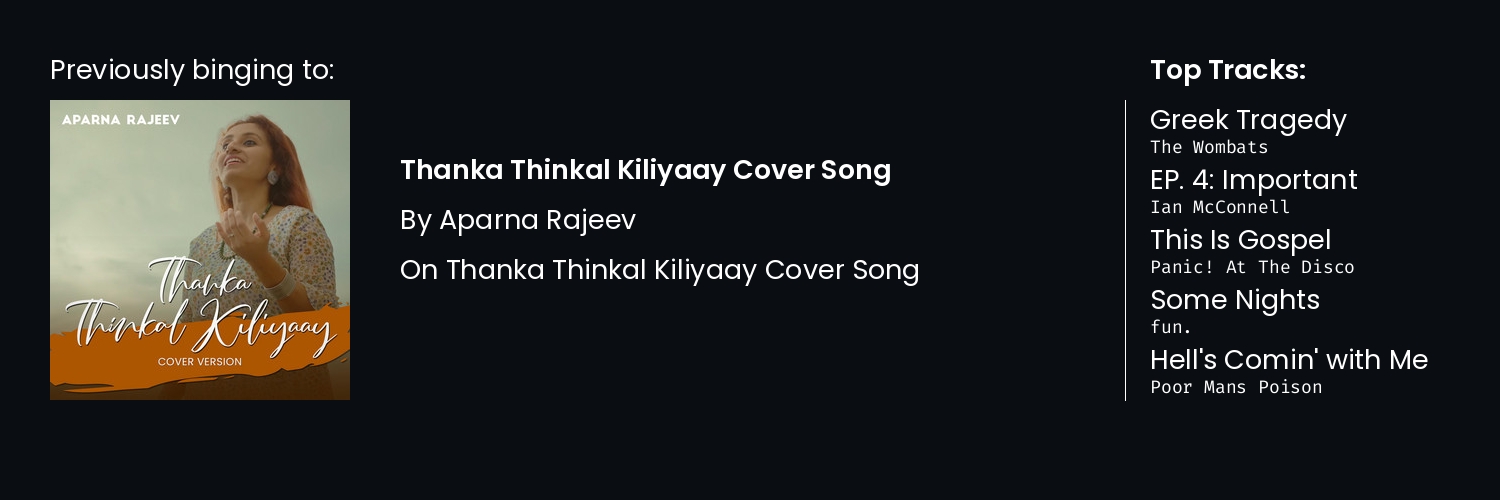 Previously binging to:
APARNA RAJEEV
Thanka
Thinkal Kiliyaay
COVER VERSION
Thanka Thinkal Kiliyaay Cover Song
By Aparna Rajeev
On Thanka Thinkal Kiliyaay Cover Song
Top Tracks:
Greek Tragedy
The Wombats
EP. 4: Important
Ian McConnell
This Is Gospel
Panic! At The Disco
Some Nights
fun.
Hell's Comin' with Me
Poor Mans Poison